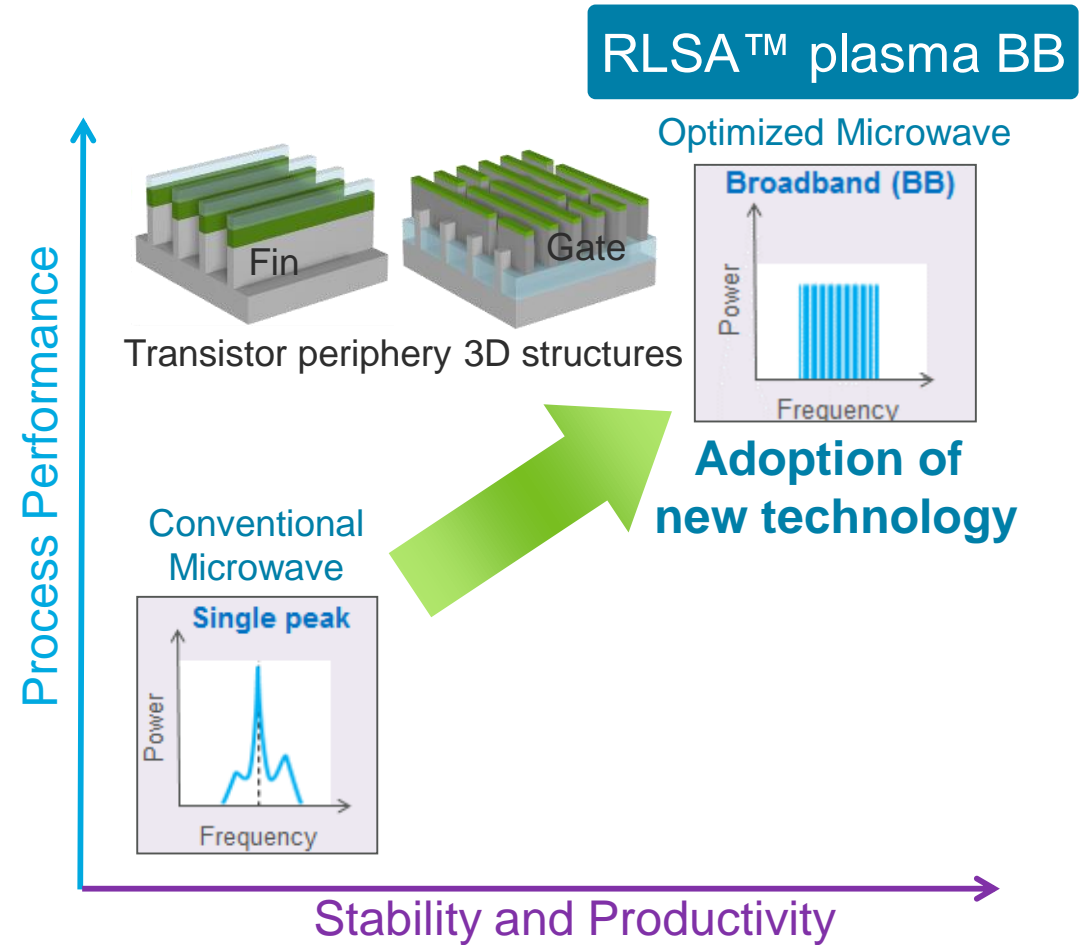 RLSA™ plasma BB
Optimized Microwave
Broadband (BB)
Power
Frequency
Fin
Gate
Transistor periphery 3D structures
Adoption of
new technology
Process Performance
Conventional
Microwave
Single peak
Power
Frequency
Stability and Productivity